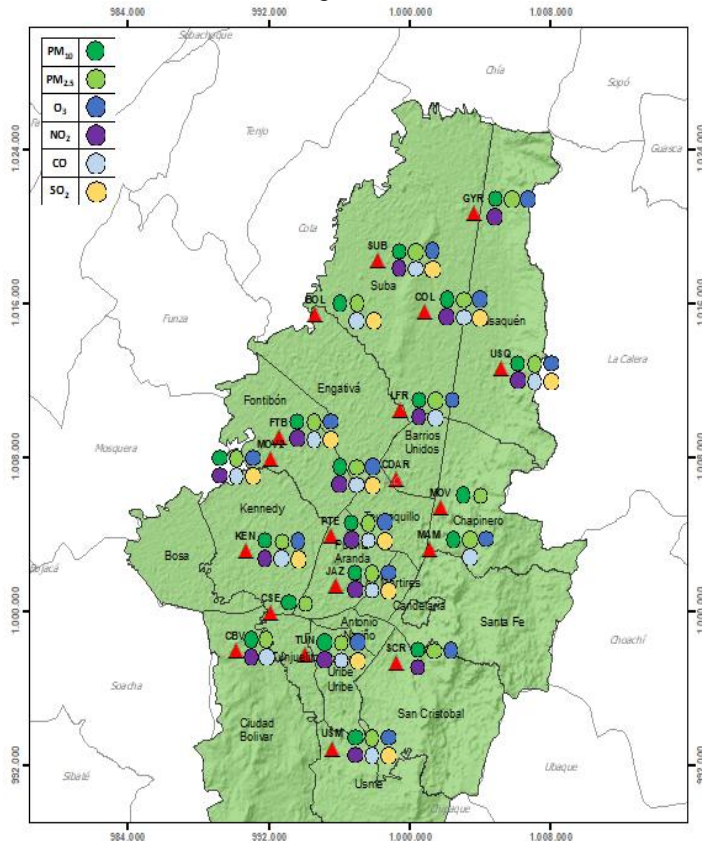 984.000 992.000 1.000.000 1.008.000
Subachoque
PM10
PM2.5
O3
NO2
CO
SO2
Tenjo
Chía
Sopó
1.024.000
1.024.000
Guasca
GYR
Cota
SUB
Suba
BOL
COL
1.016.000
1.016.000
Funza
USQ
La Calera
Engativá
Fontibón
LFR
FTB
Barrios
Unidos
Mosquera
MOV2
1.008.000
1.008.000
CDAR
MOV
Kennedy
Chapinero
KEN
PTE
MAM
Bosa
Aranda
JAZ
CSE
Candelaria
1.000.000
1.000.000
Santa Fe
Antonio
Choachí
CBV
TUN
SCR
Uribe
Uribe
Soacha
San Cristobal
Ciudad
Bolivar
USM
992.000
992.000
Sibaté
Usme
Ubaque
984.000 992.000 1.000.000 1.008.000